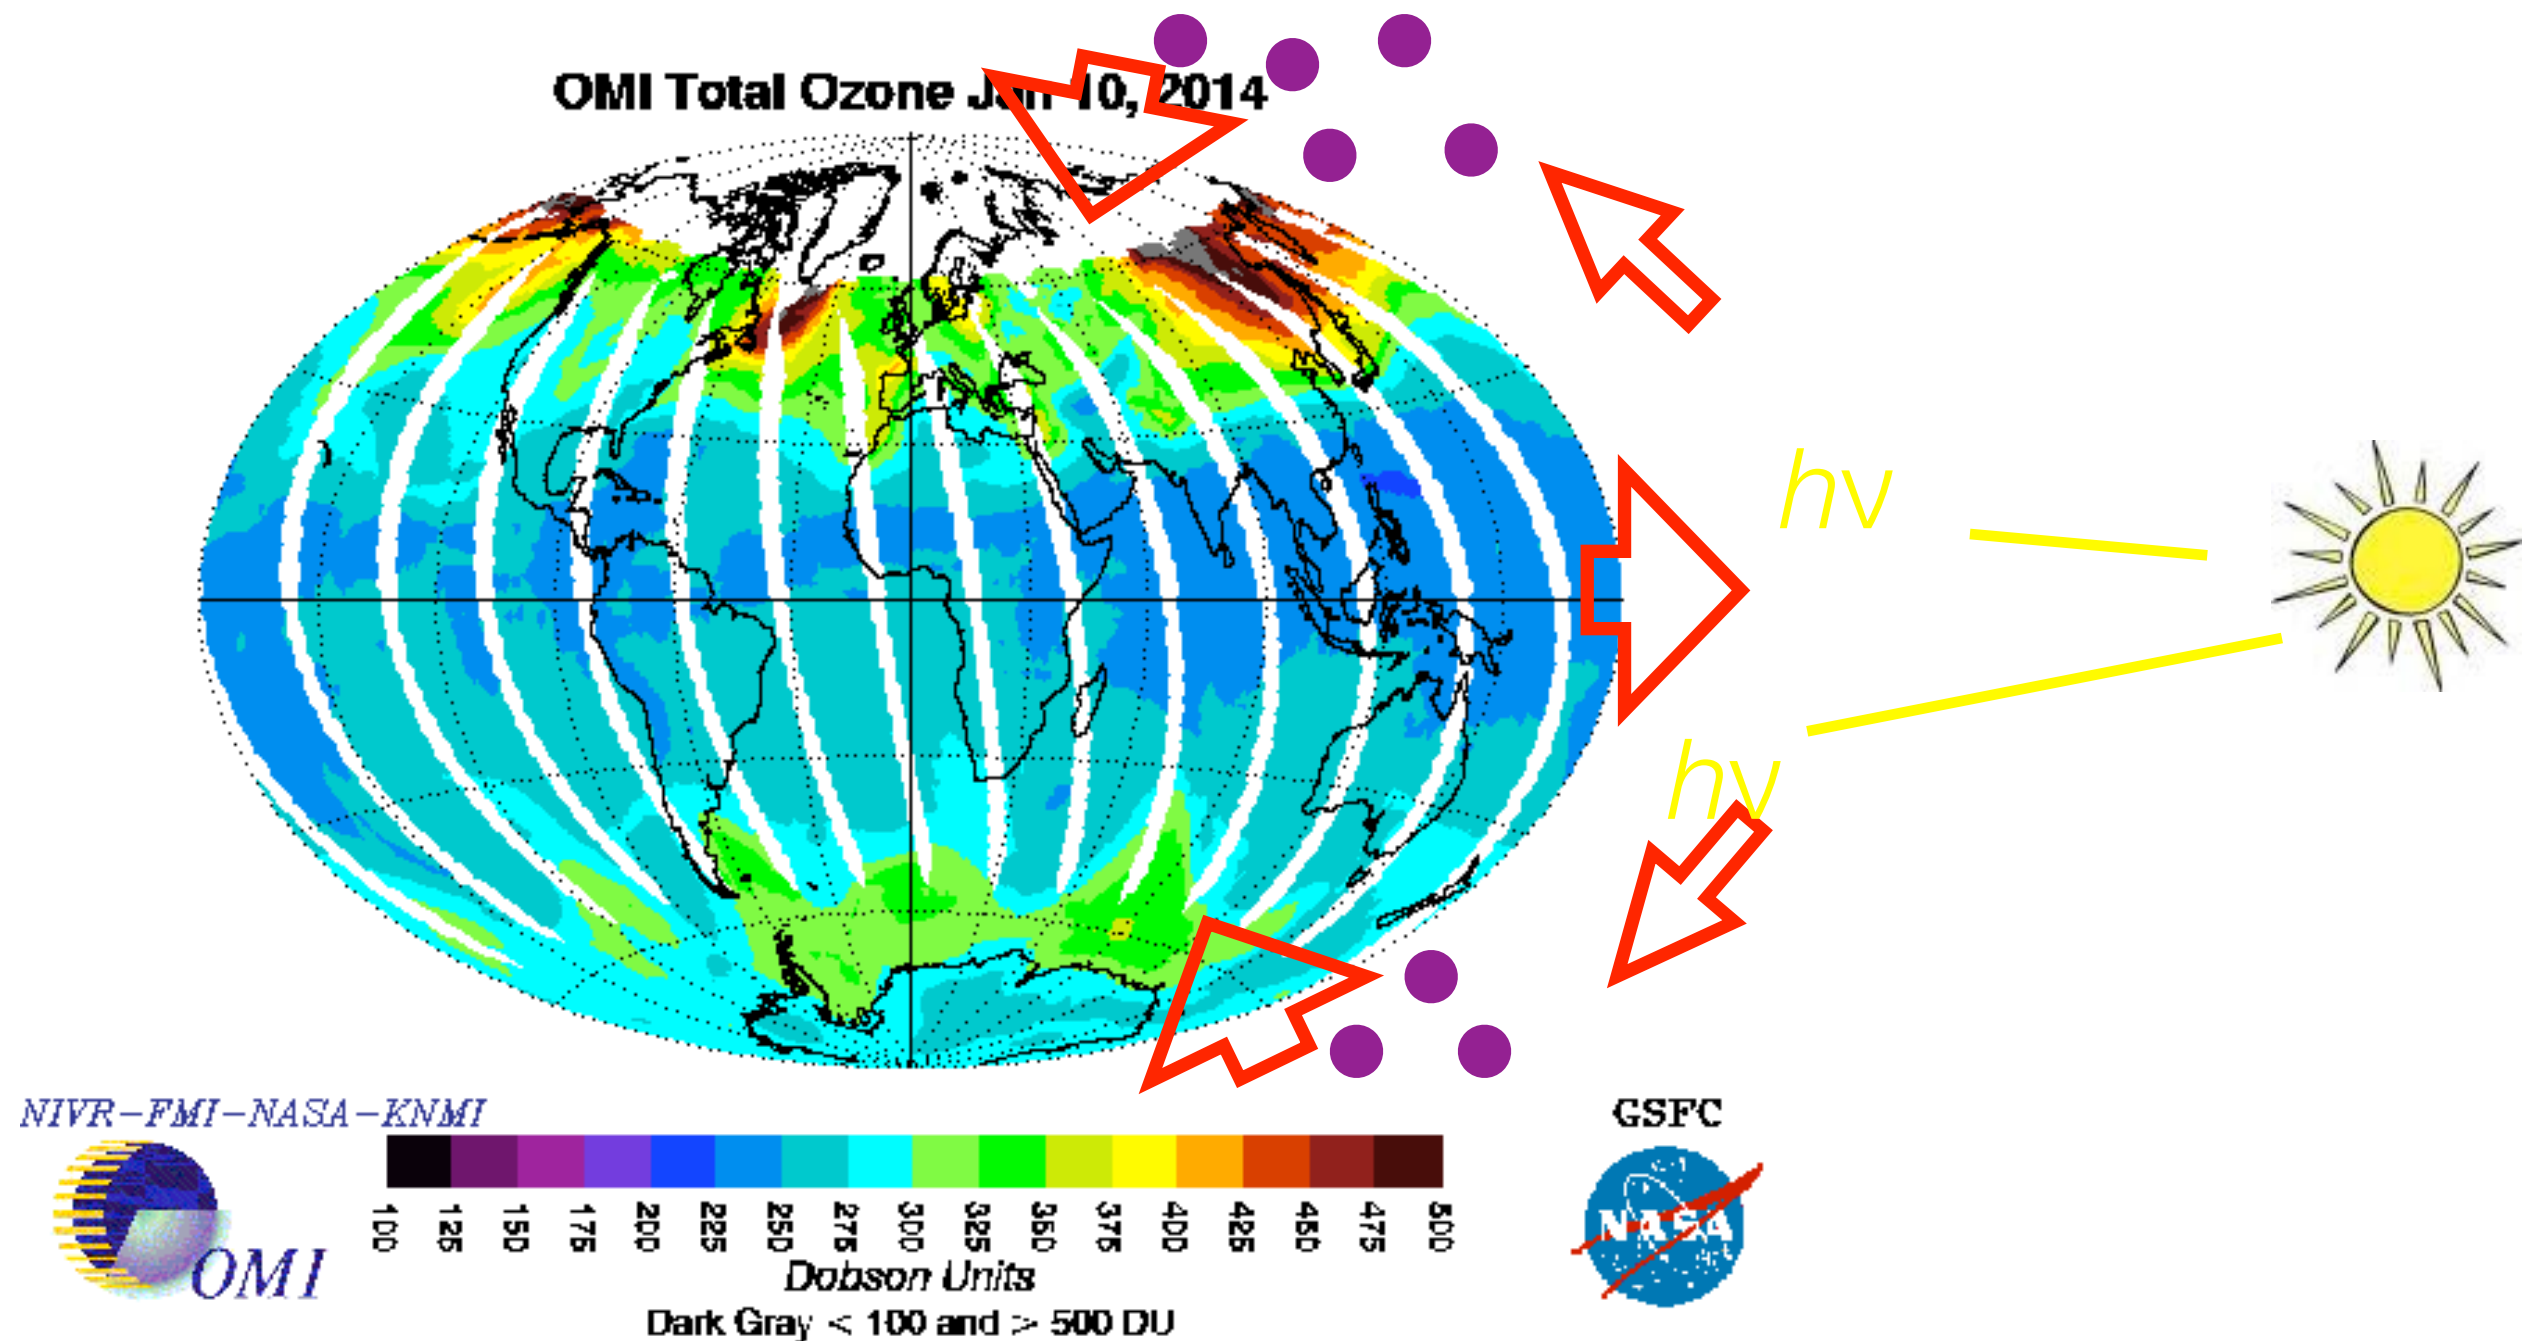 OMI Total Ozone Jan 10, 2014
hν
hν
NIVR-FMI-NASA-KNMI
GSFC
OMI
NASA
100 125 150 175 200 225 250 275 300 325 350 375 400 425 450 475 500
Dobson Units
Dark Gray < 100 and > 500 DU